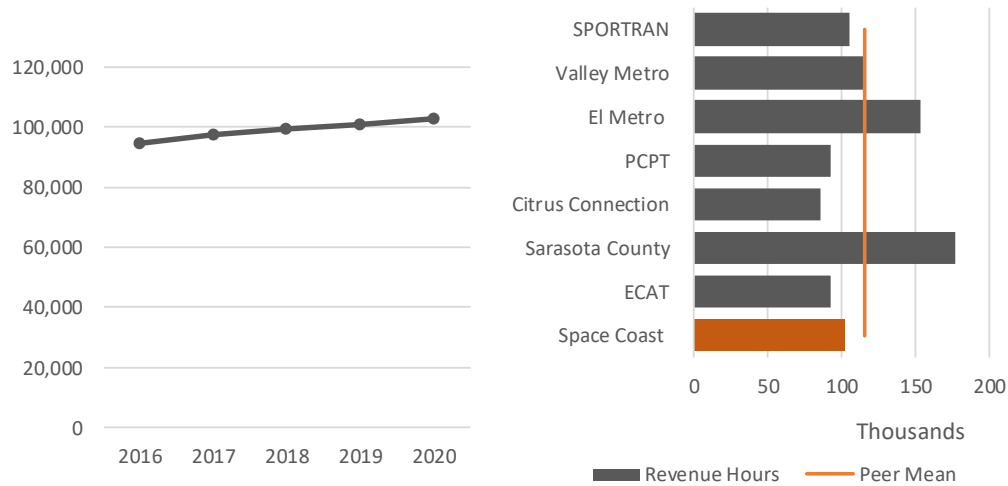 120,000
100,000
80,000
60,000
40,000
20,000
0
2016 2017 2018 2019 2020
SPORTRAN
Valley Metro
El Metro
PCPT
Citrus Connection
Sarasota County
ECAT
Space Coast
0 50 100 150 200
Thousands
Revenue Hours Peer Mean